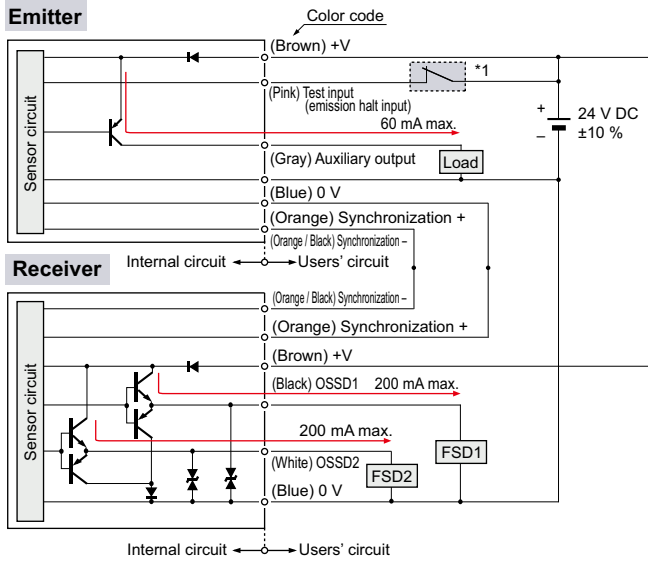 Emitter
Color code
(Brown) +V
*1
(Pink) Test input
(emission halt input)
60 mA max.
+
24 V DC
–
±10 %
Sensor circuit
(Gray) Auxiliary output
Load
(Blue) 0 V
(Orange) Synchronization +
(Orange / Black) Synchronization –
Internal circuit
Users' circuit
Receiver
(Orange / Black) Synchronization –
(Orange) Synchronization +
(Brown) +V
Sensor circuit
(Black) OSSD1
200 mA max.
200 mA max.
FSD1
(White) OSSD2
FSD2
(Blue) 0 V
Internal circuit
Users' circuit